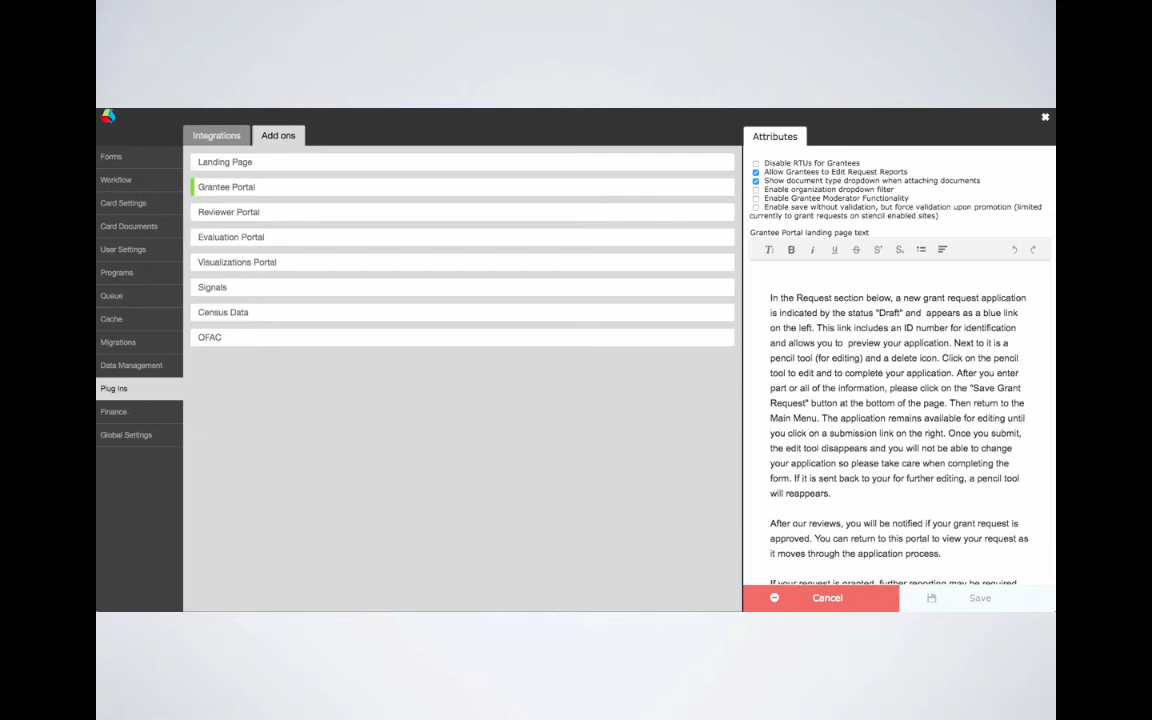 Integrations
Add ons
Attributes
Forms
Workflow
Card Settings
Card Documents
User Settings
Programs
Queue
Cache
Migrations
Data Management
Plug Ins
Finance
Global Settings
Landing Page
Grantee Portal
Reviewer Portal
Evaluation Portal
Visualizations Portal
Signals
Census Data
OFAC
Disable RTUs for Grantees
Allow Grantees to Edit Request Reports
Show document type dropdown when attaching documents
Enable organization dropdown filter
Enable Grantee Moderator Functionality
Enable save without validation, but force validation upon promotion (limited
currently to grant requests on stencil enabled sites)
Grantee Portal landing page text
In the Request section below, a new grant request application
is indicated by the status "Draft" and  appears as a blue link
on the left. This link includes an ID number for identification
and allows you to  preview your application. Next to it is a
pencil tool (for editing) and a delete icon. Click on the pencil
tool to edit and to complete your application. After you enter
part or all of the information, please click on the "Save Grant
Request" button at the bottom of the page. Then return to the
Main Menu. The application remains available for editing until
you click on a submission link on the right. Once you submit,
the edit tool disappears and you will not be able to change
your application so please take care when completing the
form. If it is sent back to your for further editing, a pencil tool
will reappears.
After our reviews, you will be notified if your grant request is
approved. You can return to this portal to view your request as
it moves through the application process.
If your request is granted, further reporting may be required
Cancel
Save